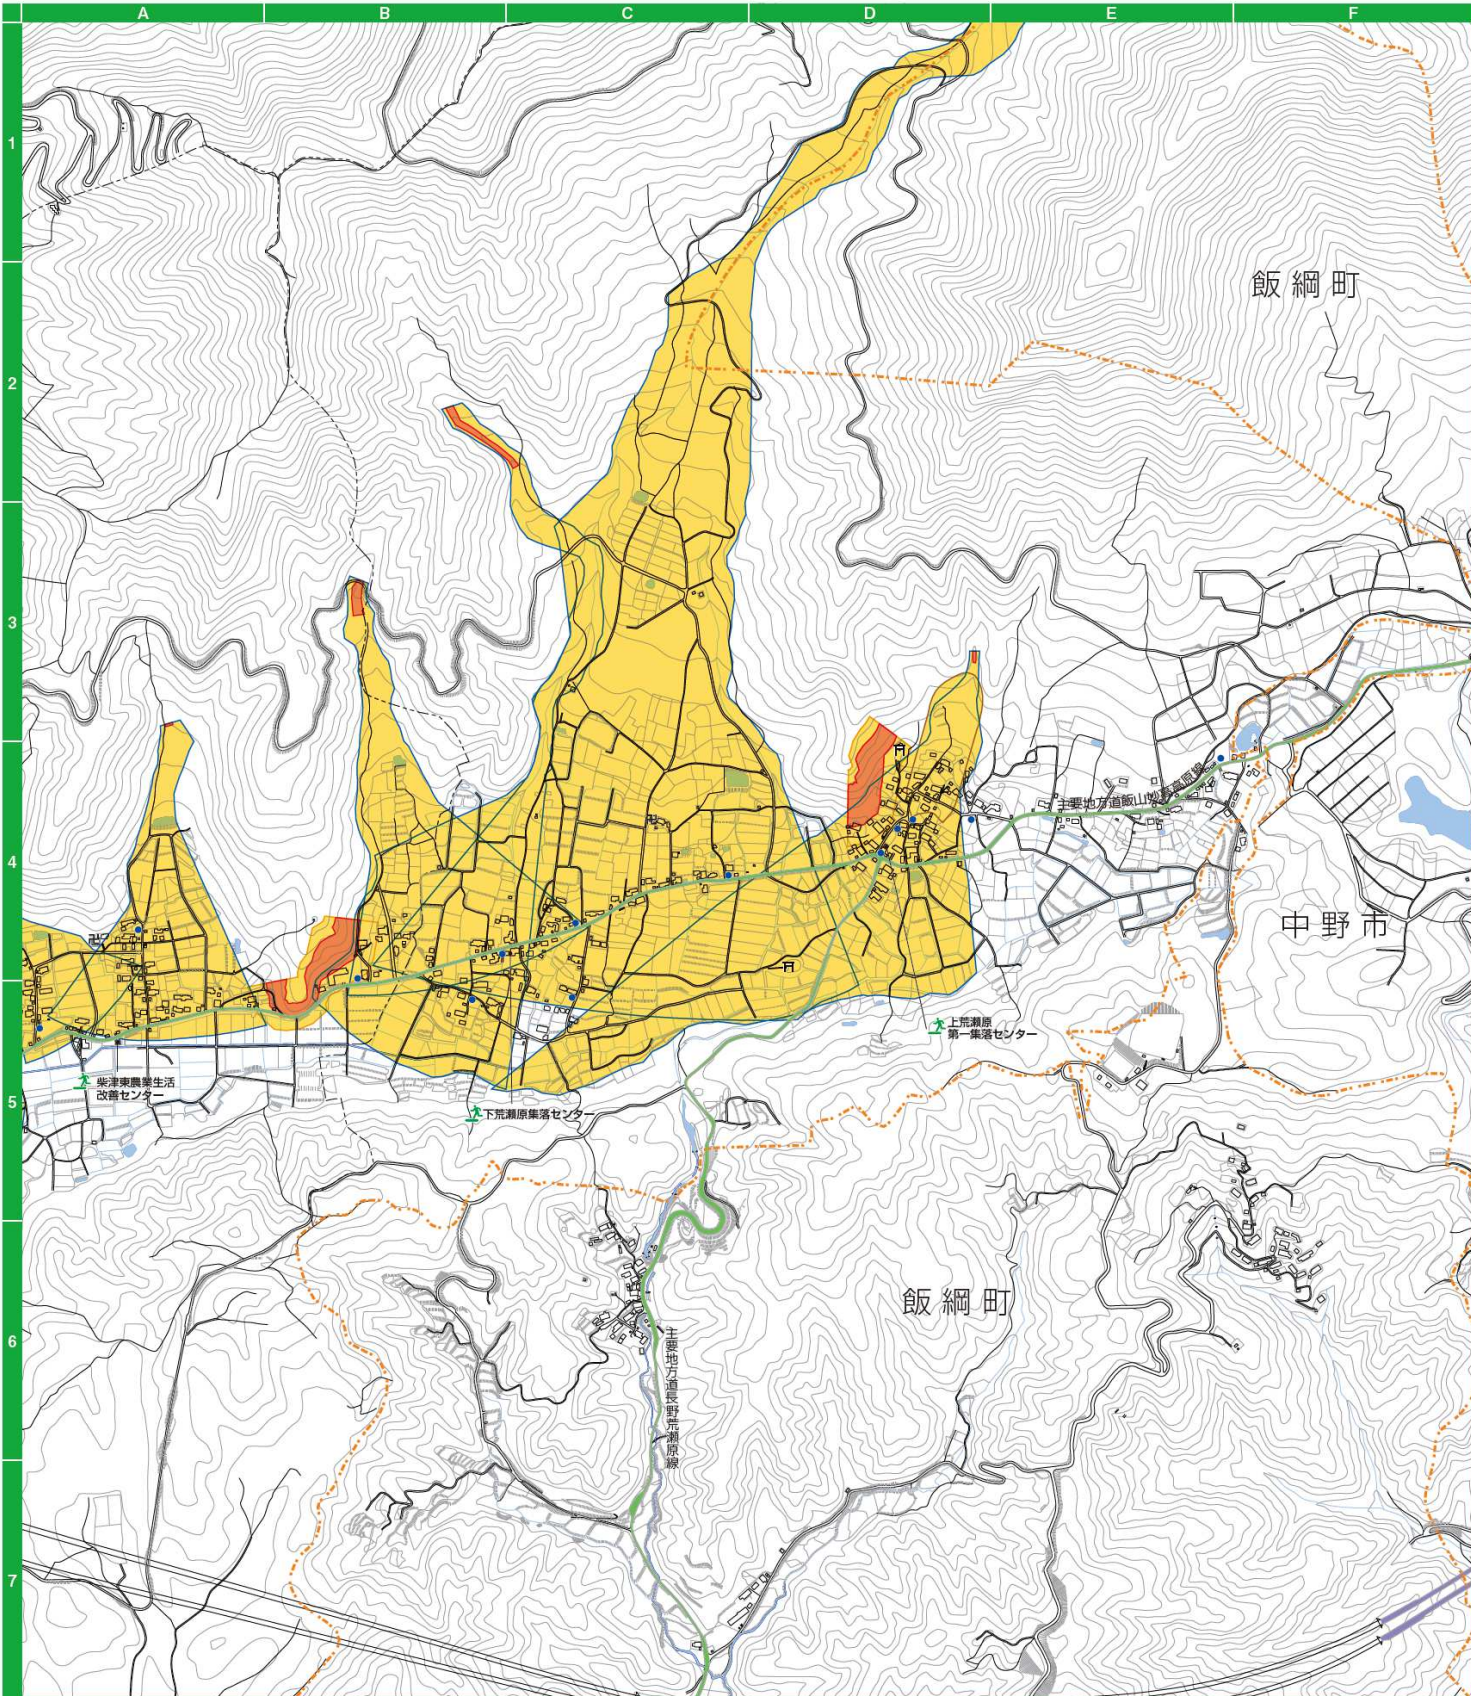 A B C D E F
1
飯綱町
2
3
主要地方道飯山妙高高原線
4
中野市
上荒瀬原
第一集落センター
柴津東農業生活
改善センター
下荒瀬原集落センター
5
飯綱町
6
主要地方道長野荒瀬原線
7